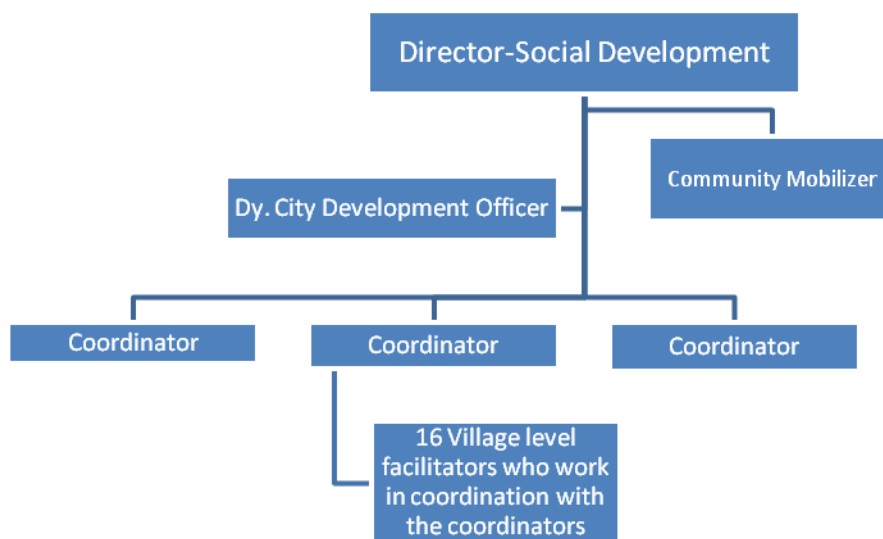 Director-Social Development
Community Mobilizer
Dy. City Development Officer
Coordinator
Coordinator
Coordinator
16 Village level
facilitators who work
in coordination with
the coordinators